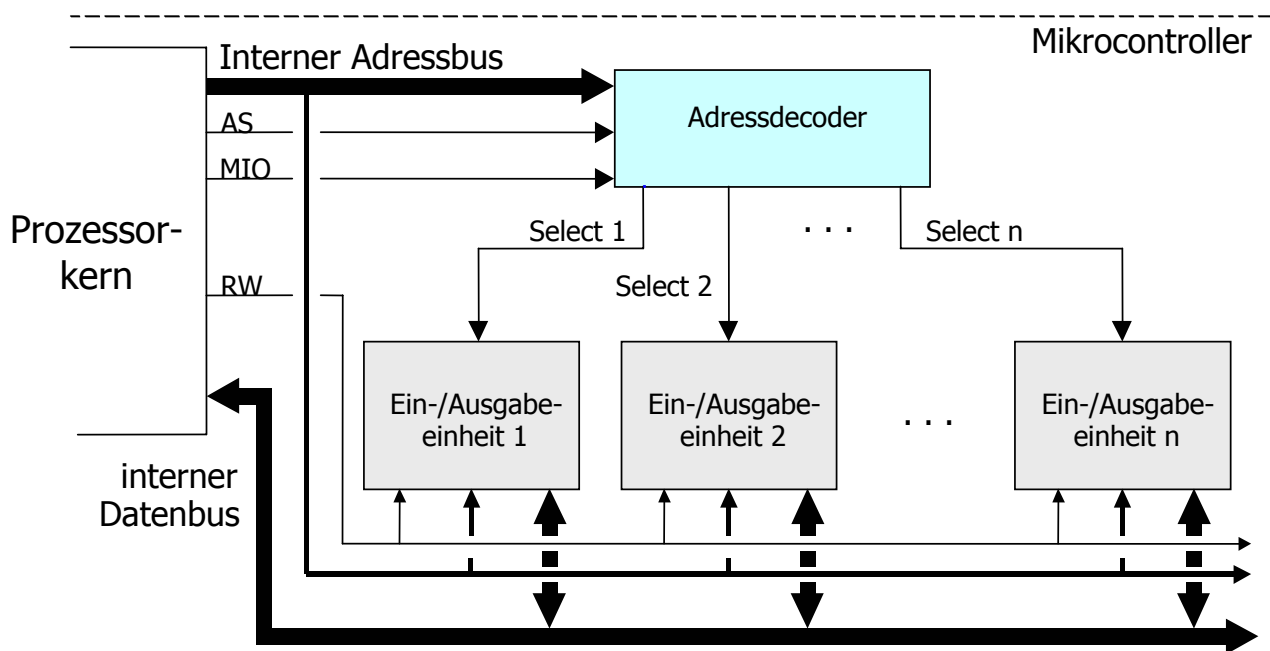 Mikrocontroller
Interner Adressbus
AS
MIO
Adressdecoder
Prozessor-
kern
RW
Select 1
. . .
Select n
Select 2
Ein-/Ausgabe-
einheit 1
Ein-/Ausgabe-
einheit 2
. . .
Ein-/Ausgabe-
einheit n
interner
Datenbus